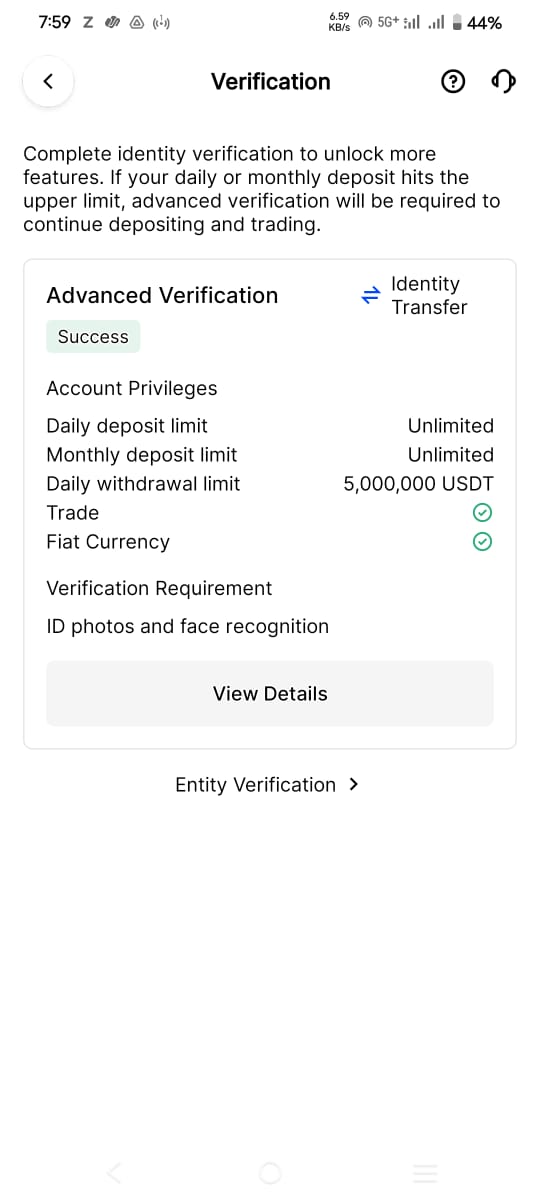 7:59 Z 6.59 KB/s 5G+ 44%
Verification
Complete identity verification to unlock more
features. If your daily or monthly deposit hits the
upper limit, advanced verification will be required to
continue depositing and trading.
Advanced Verification
Identity
Transfer
Success
Account Privileges
Daily deposit limit Unlimited
Monthly deposit limit Unlimited
Daily withdrawal limit 5,000,000 USDT
Trade
Fiat Currency
Verification Requirement
ID photos and face recognition
View Details
Entity Verification